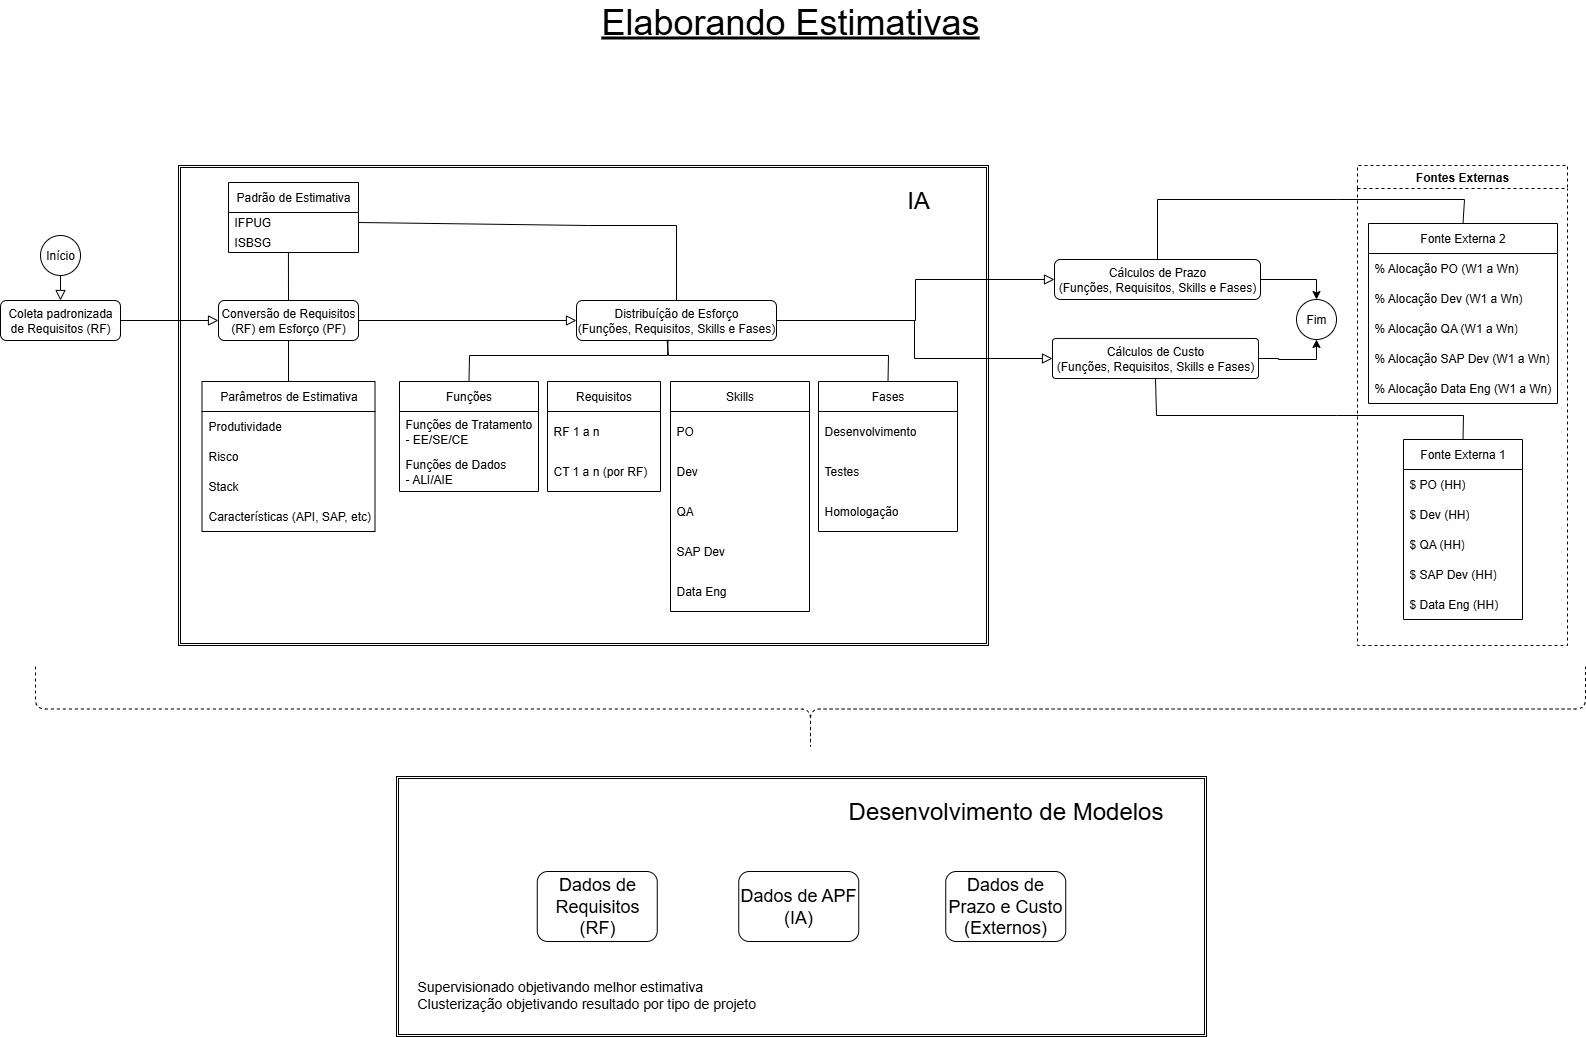 Elaborando Estimativas
Início
Coleta padronizada
de Requisitos (RF)
IA
Padrão de Estimativa
IFPUG
ISBSG
Conversão de Requisitos
(RF) em Esforço (PF)
Parâmetros de Estimativa
Produtividade
Risco
Stack
Características (API, SAP, etc)
Distribuíção de Esforço
(Funções, Requisitos, Skills e Fases)
Funções
Funções de Tratamento
- EE/SE/CE
Funções de Dados
- ALI/AIE
Requisitos
RF 1 a n
CT 1 a n (por RF)
Skills
PO
Dev
QA
SAP Dev
Data Eng
Fases
Desenvolvimento
Testes
Homologação
Cálculos de Prazo
(Funções, Requisitos, Skills e Fases)
Cálculos de Custo
(Funções, Requisitos, Skills e Fases)
Fim
Fontes Externas
Fonte Externa 2
% Alocação PO (W1 a Wn)
% Alocação Dev (W1 a Wn)
% Alocação QA (W1 a Wn)
% Alocação SAP Dev (W1 a Wn)
% Alocação Data Eng (W1 a Wn)
Fonte Externa 1
$ PO (HH)
$ Dev (HH)
$ QA (HH)
$ SAP Dev (HH)
$ Data Eng (HH)
Desenvolvimento de Modelos
Dados de
Requisitos
(RF)
Dados de APF
(IA)
Dados de
Prazo e Custo
(Externos)
Supervisionado objetivando melhor estimativa
Clusterização objetivando resultado por tipo de projeto